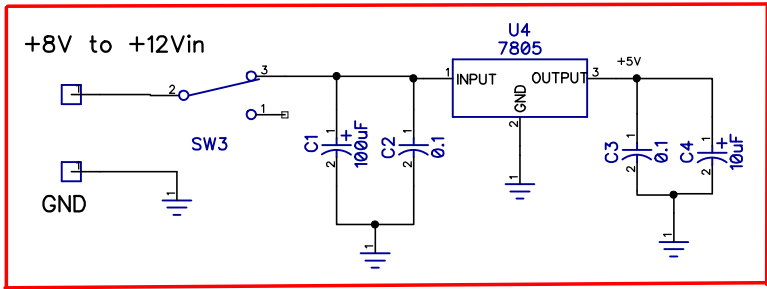 +8V to +12Vin
1
2
3
1
SW3
1
GND
1
C1
1
+
100uF
2
1
C2
1
0.1
2
U4
7805
1
INPUT
OUTPUT
3
GND
2
1
+5V
C3
1
0.1
2
C4
1
+
10uF
2
1